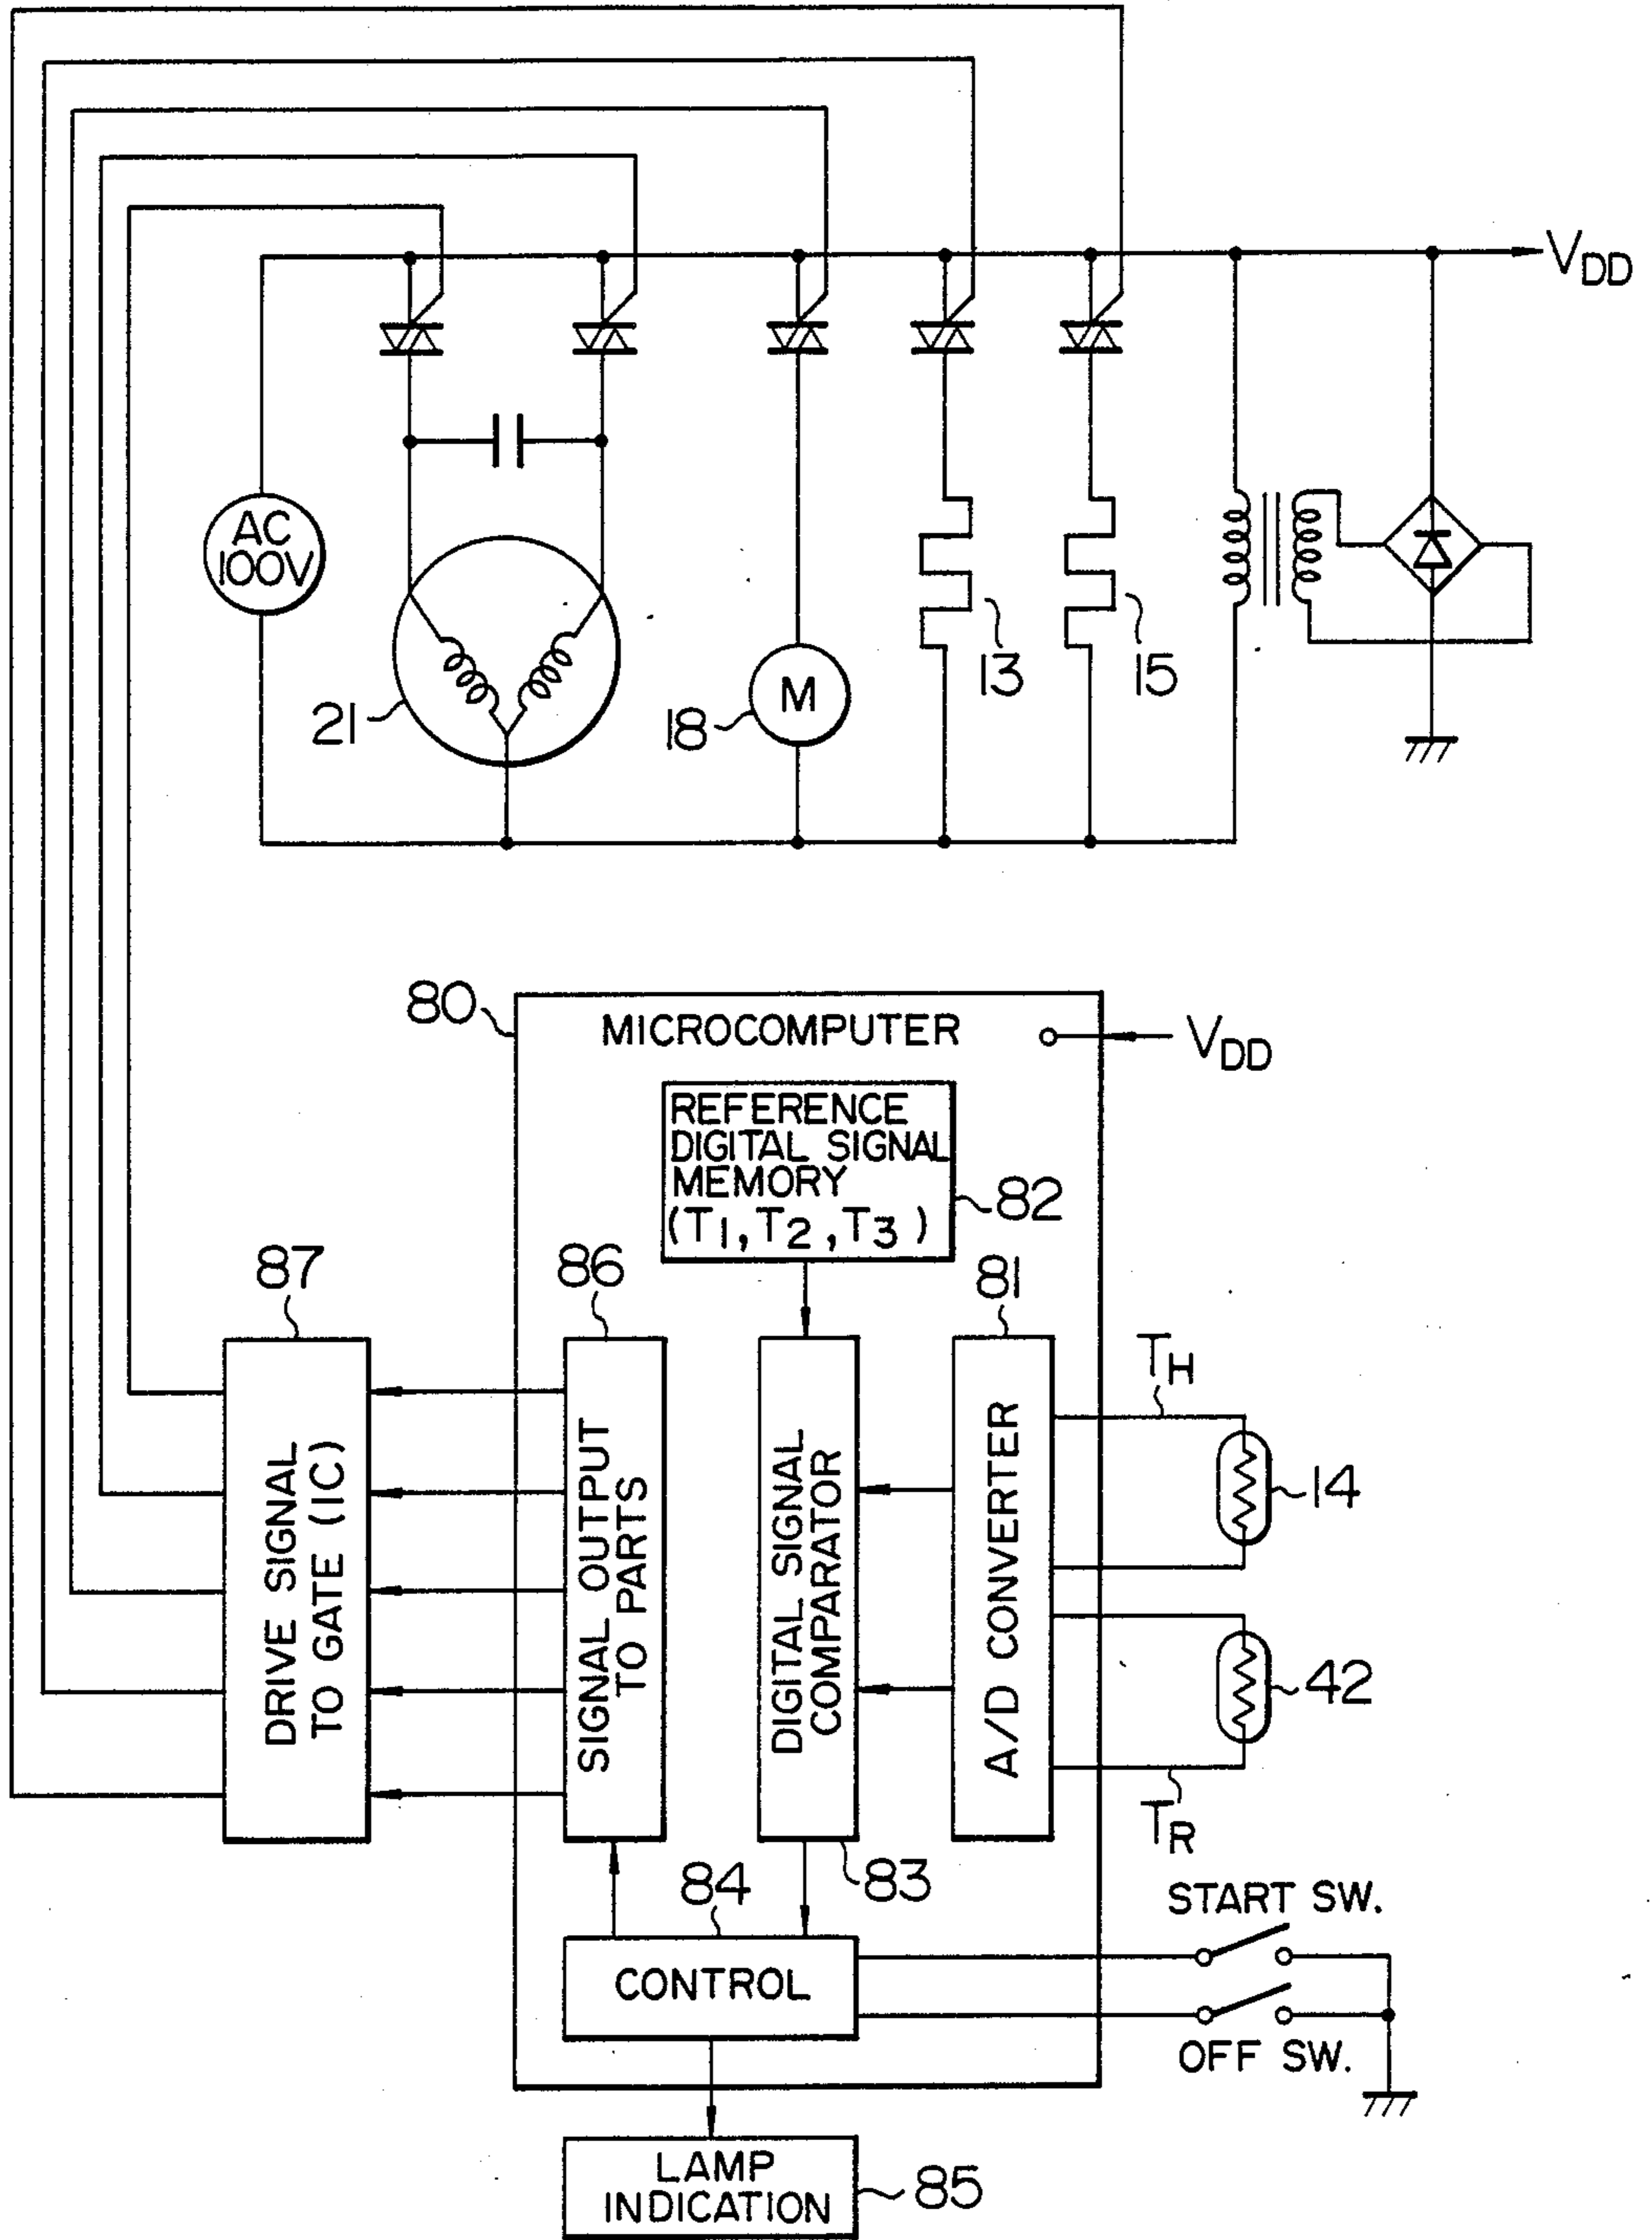 VDD
AC
100V
21
18
M
13
15
80
MICROCOMPUTER
VDD
REFERENCE
DIGITAL SIGNAL
MEMORY
(T1, T2, T3)
82
87
86
81
TH
DRIVE SIGNAL
TO GATE (IC)
SIGNAL OUTPUT
TO PARTS
DIGITAL SIGNAL
COMPARATOR
A/D CONVERTER
14
42
TR
84
83
START SW.
CONTROL
OFF SW.
LAMP
INDICATION
85